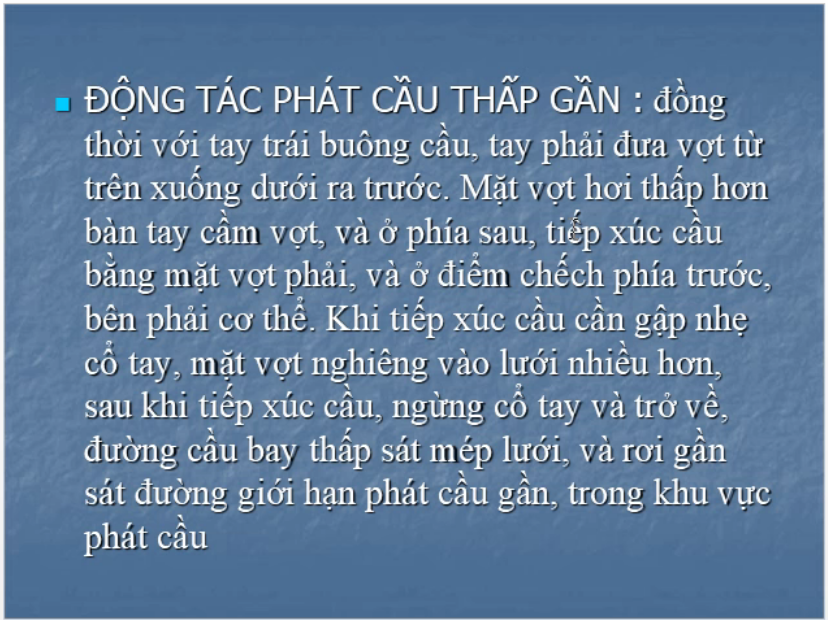 ĐỘNG TÁC PHÁT CẦU THẤP GẦN : đồng
thời với tay trái buông cầu, tay phải đưa vợt từ
trên xuống dưới ra trước. Mặt vợt hơi thấp hơn
bàn tay cầm vợt, và ở phía sau, tiếp xúc cầu
bằng mặt vợt phải, và ở điểm chếch phía trước,
bên phải cơ thể. Khi tiếp xúc cầu cần gập nhẹ
cổ tay, mặt vợt nghiêng vào lưới nhiều hơn,
sau khi tiếp xúc cầu, ngừng cổ tay và trở về,
đường cầu bay thấp sát mép lưới, và rơi gần
sát đường giới hạn phát cầu gần, trong khu vực
phát cầu